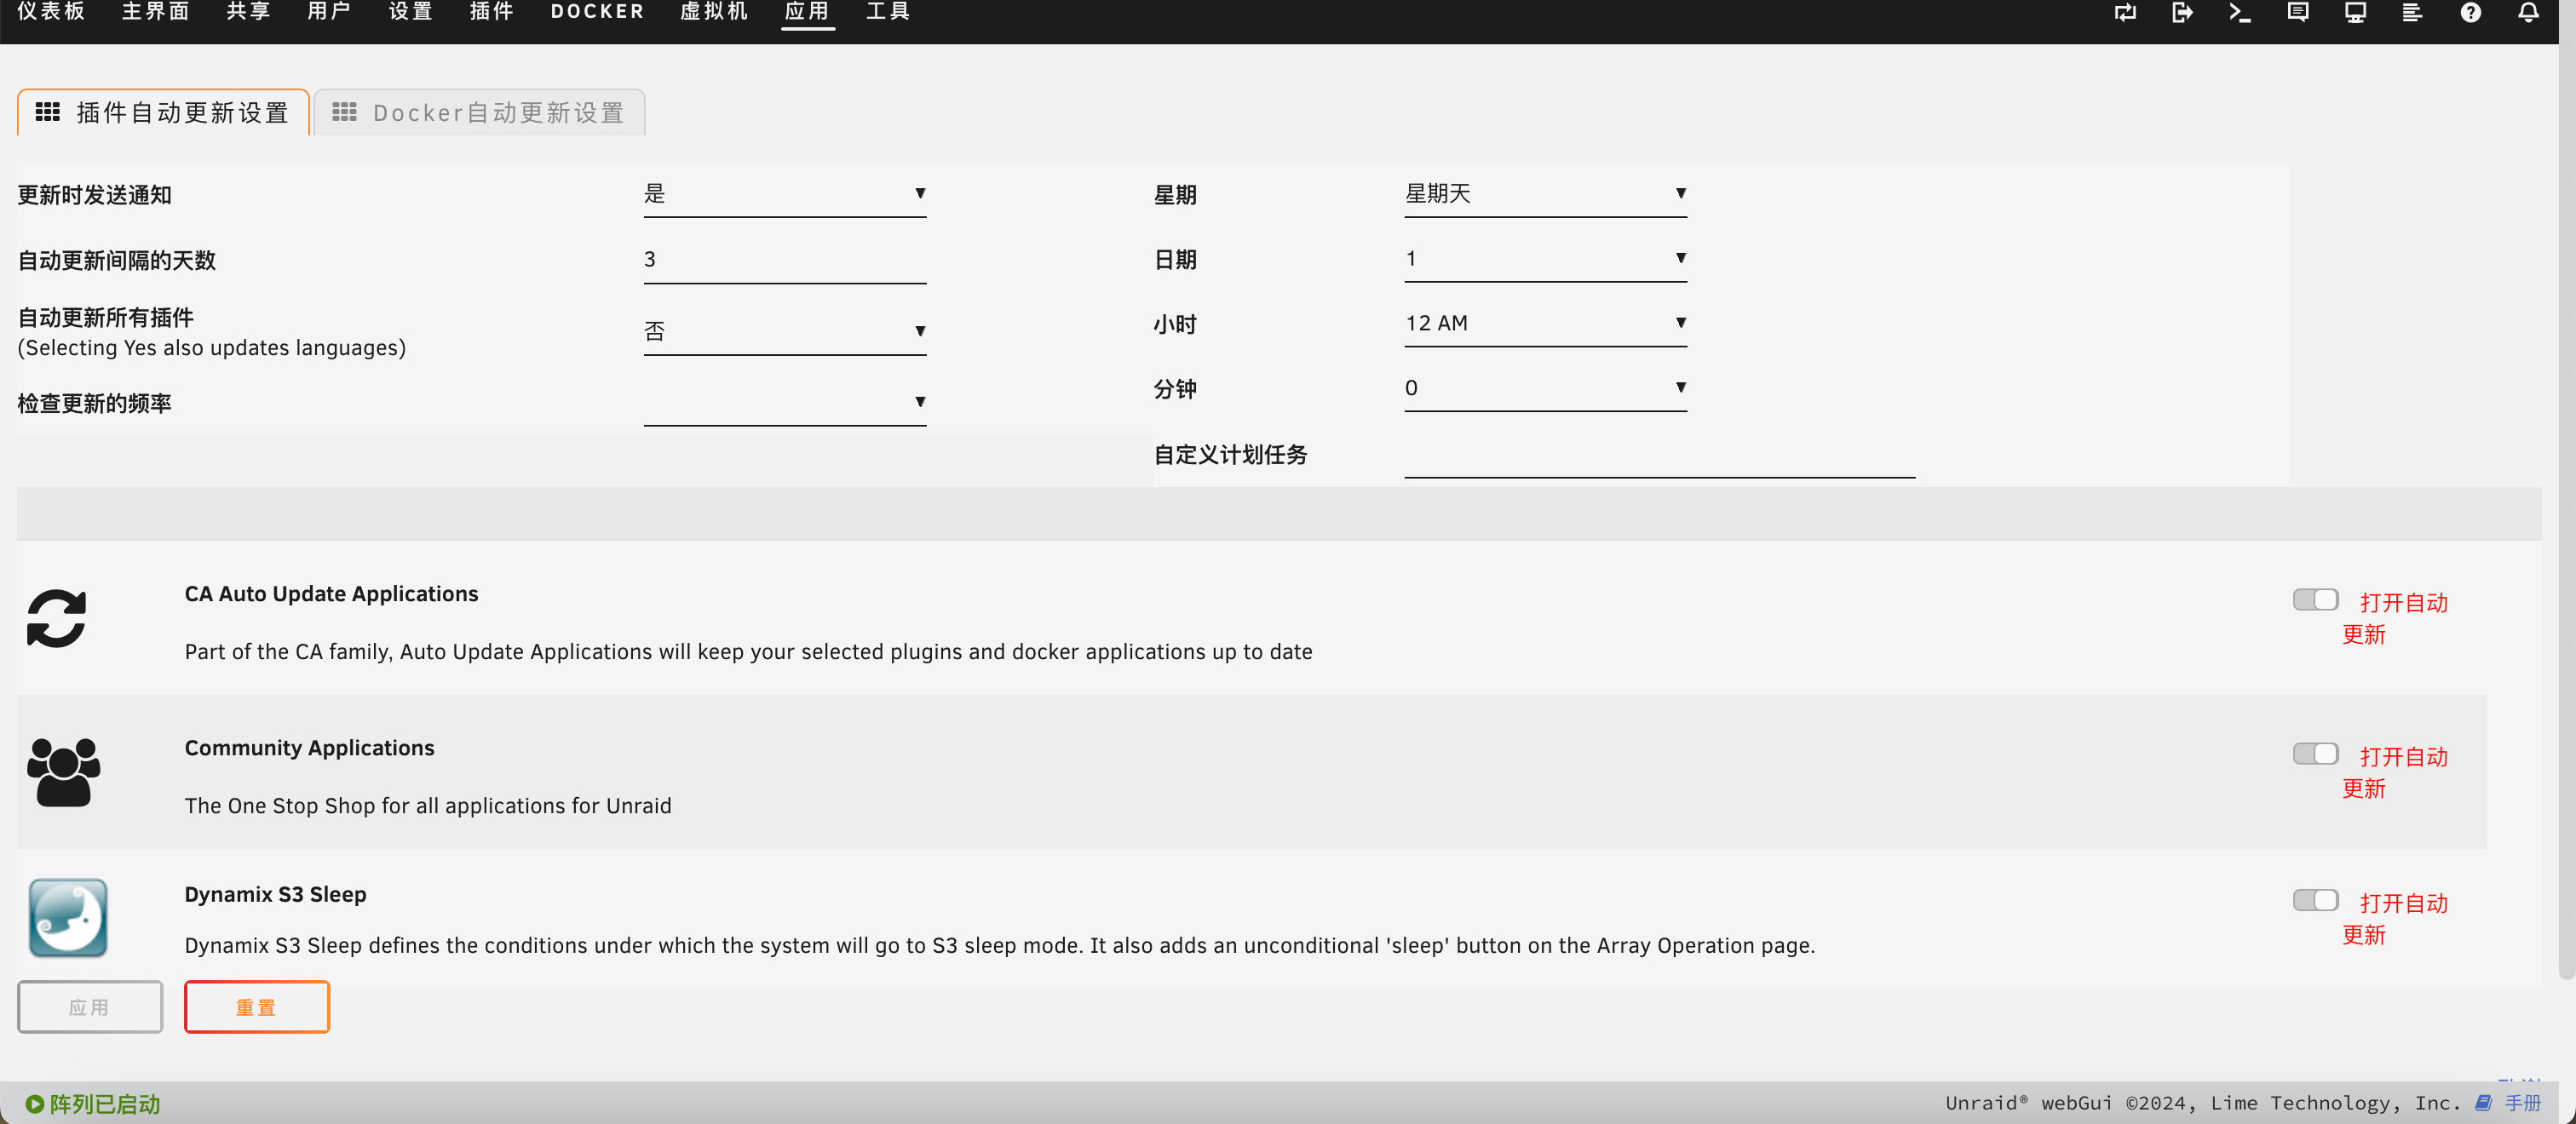 仪表板 主界面 共享 用户 设置 插件 DOCKER 虚拟机 应用 工具
插件自动更新设置 Docker自动更新设置
更新时发送通知 是 星期 星期天
自动更新间隔的天数 3 日期 1
自动更新所有插件
(Selecting Yes also updates languages) 否 小时 12 AM
检查更新的频率 分钟 0
自定义计划任务
CA Auto Update Applications
Part of the CA family, Auto Update Applications will keep your selected plugins and docker applications up to date
打开自动
更新
Community Applications
The One Stop Shop for all applications for Unraid
打开自动
更新
Dynamix S3 Sleep
Dynamix S3 Sleep defines the conditions under which the system will go to S3 sleep mode. It also adds an unconditional 'sleep' button on the Array Operation page.
打开自动
更新
应用 重置
阵列已启动 Unraid® webGui ©2024, Lime Technology, Inc. 手册